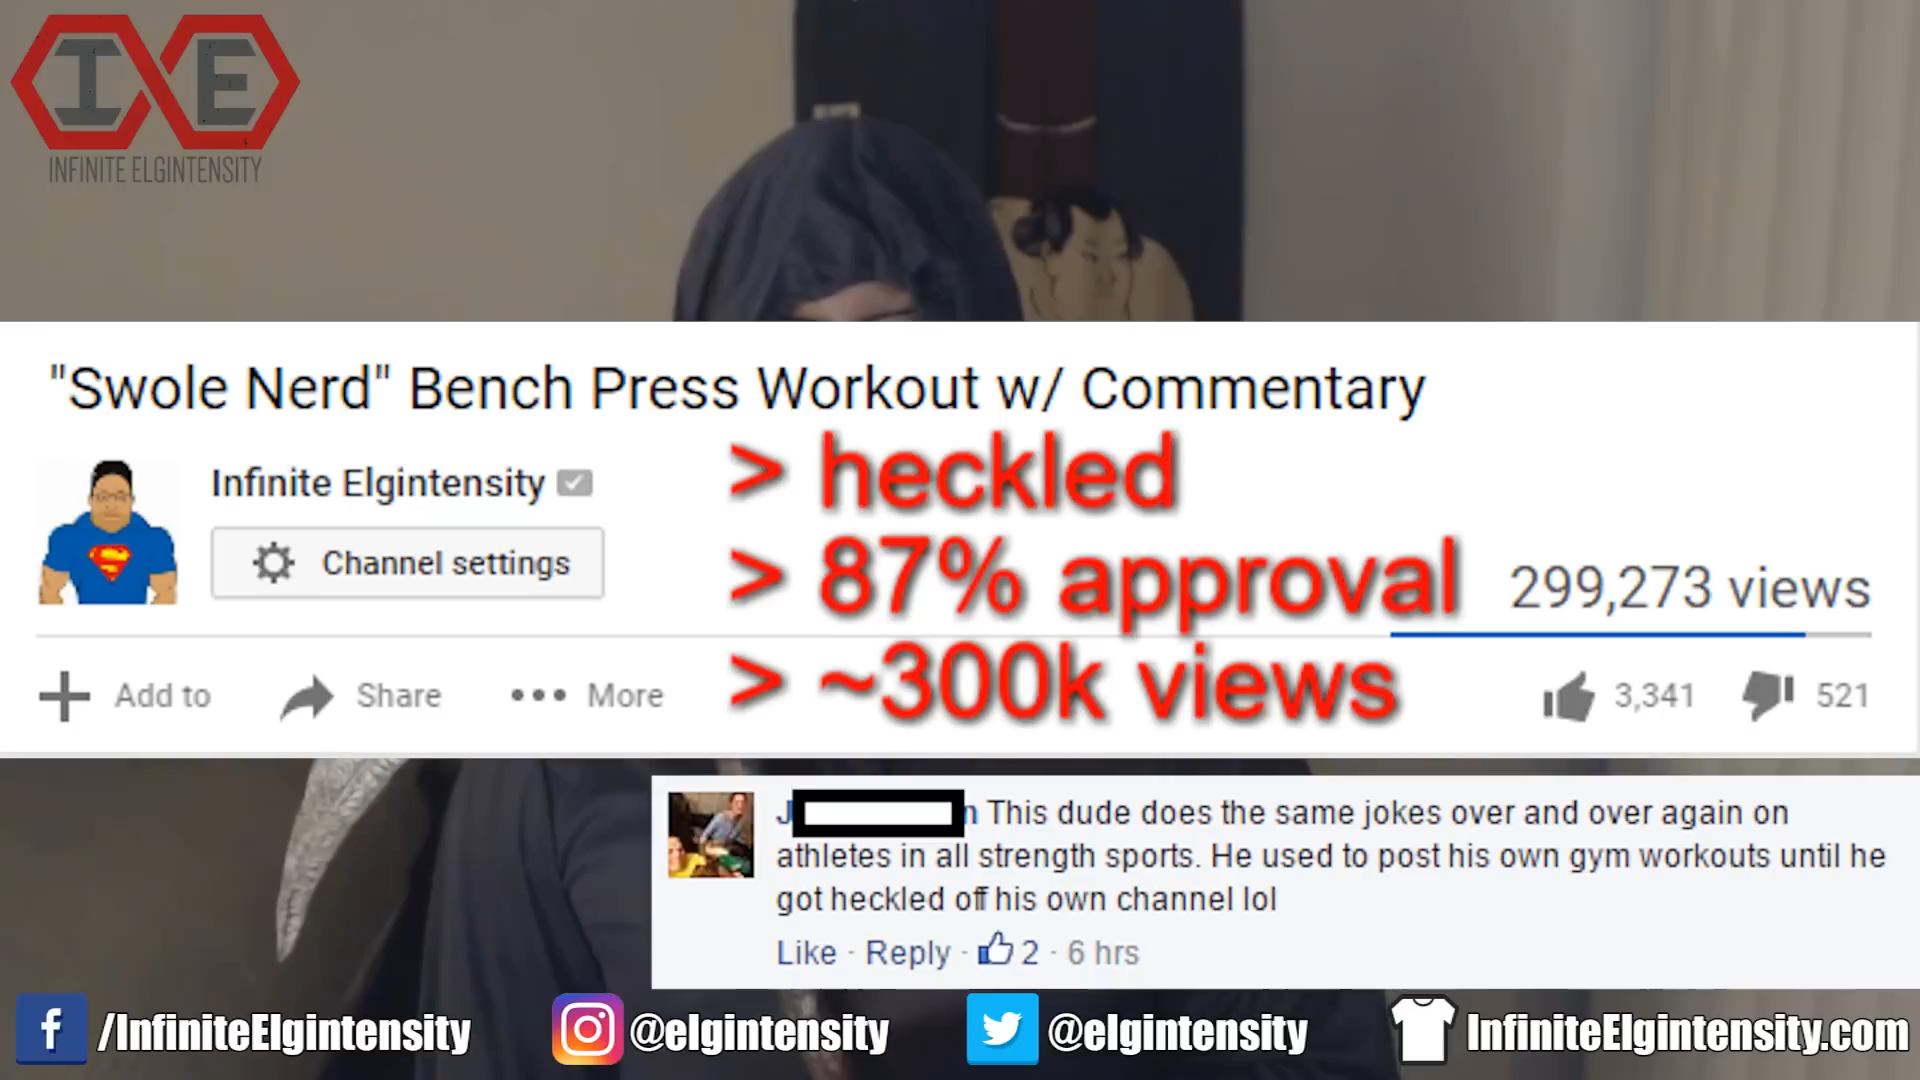 IE
INFINITE ELGINTENSITY
"Swole Nerd" Bench Press Workout w/ Commentary
Infinite Elgintensity
> heckled
Channel settings
> 87% approval
299,273 views
Add to
Share
More
> ~300k views
3,341
521
J n This dude does the same jokes over and over again on
athletes in all strength sports. He used to post his own gym workouts until he
got heckled off his own channel lol
Like · Reply · 2 · 6 hrs
/InfiniteElgintensity
@elgintensity
@elgintensity
InfiniteElgintensity.com